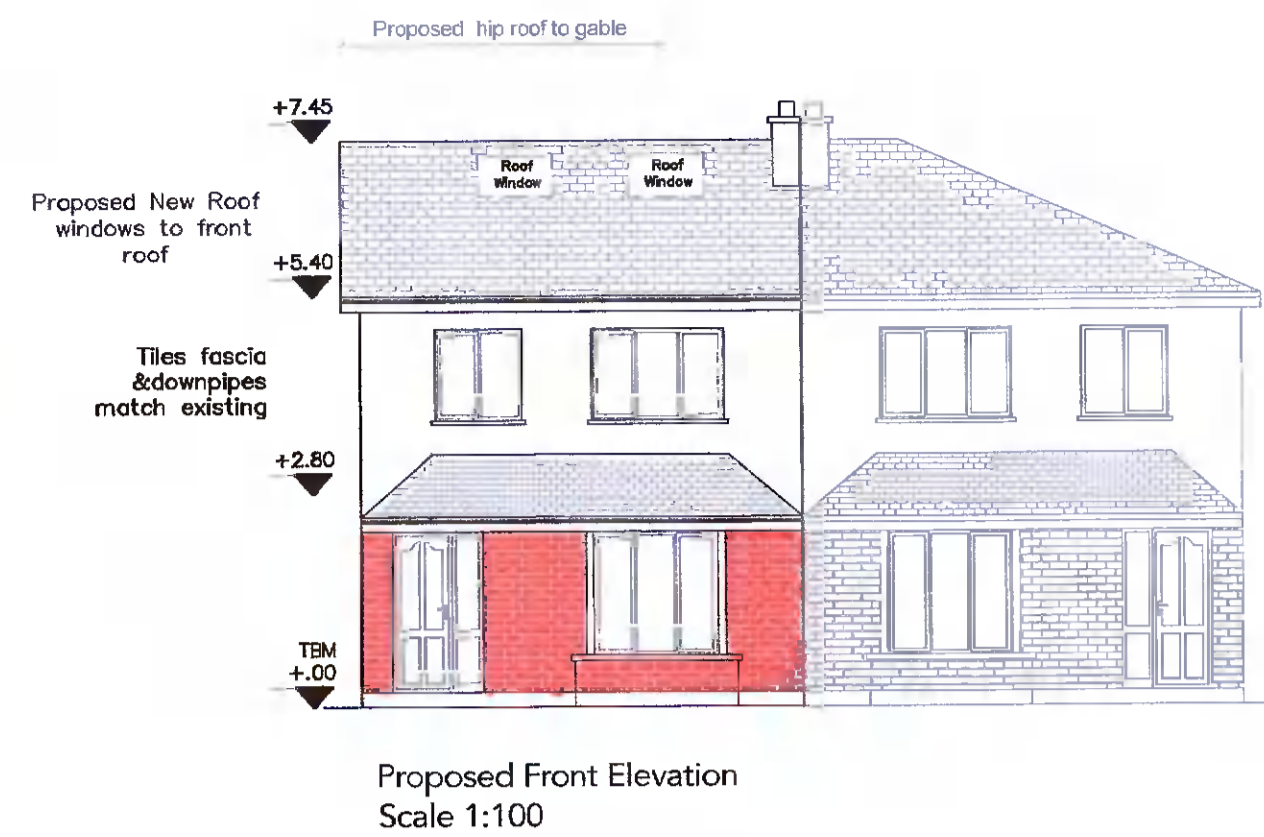 Proposed hip roof to gable
+7.45
Roof
Window
Roof
Window
Proposed New Roof
windows to front
roof
+5.40
Tiles fascia
&downpipes
match existing
+2.80
TBM
+.00
Proposed Front Elevation
Scale 1:100